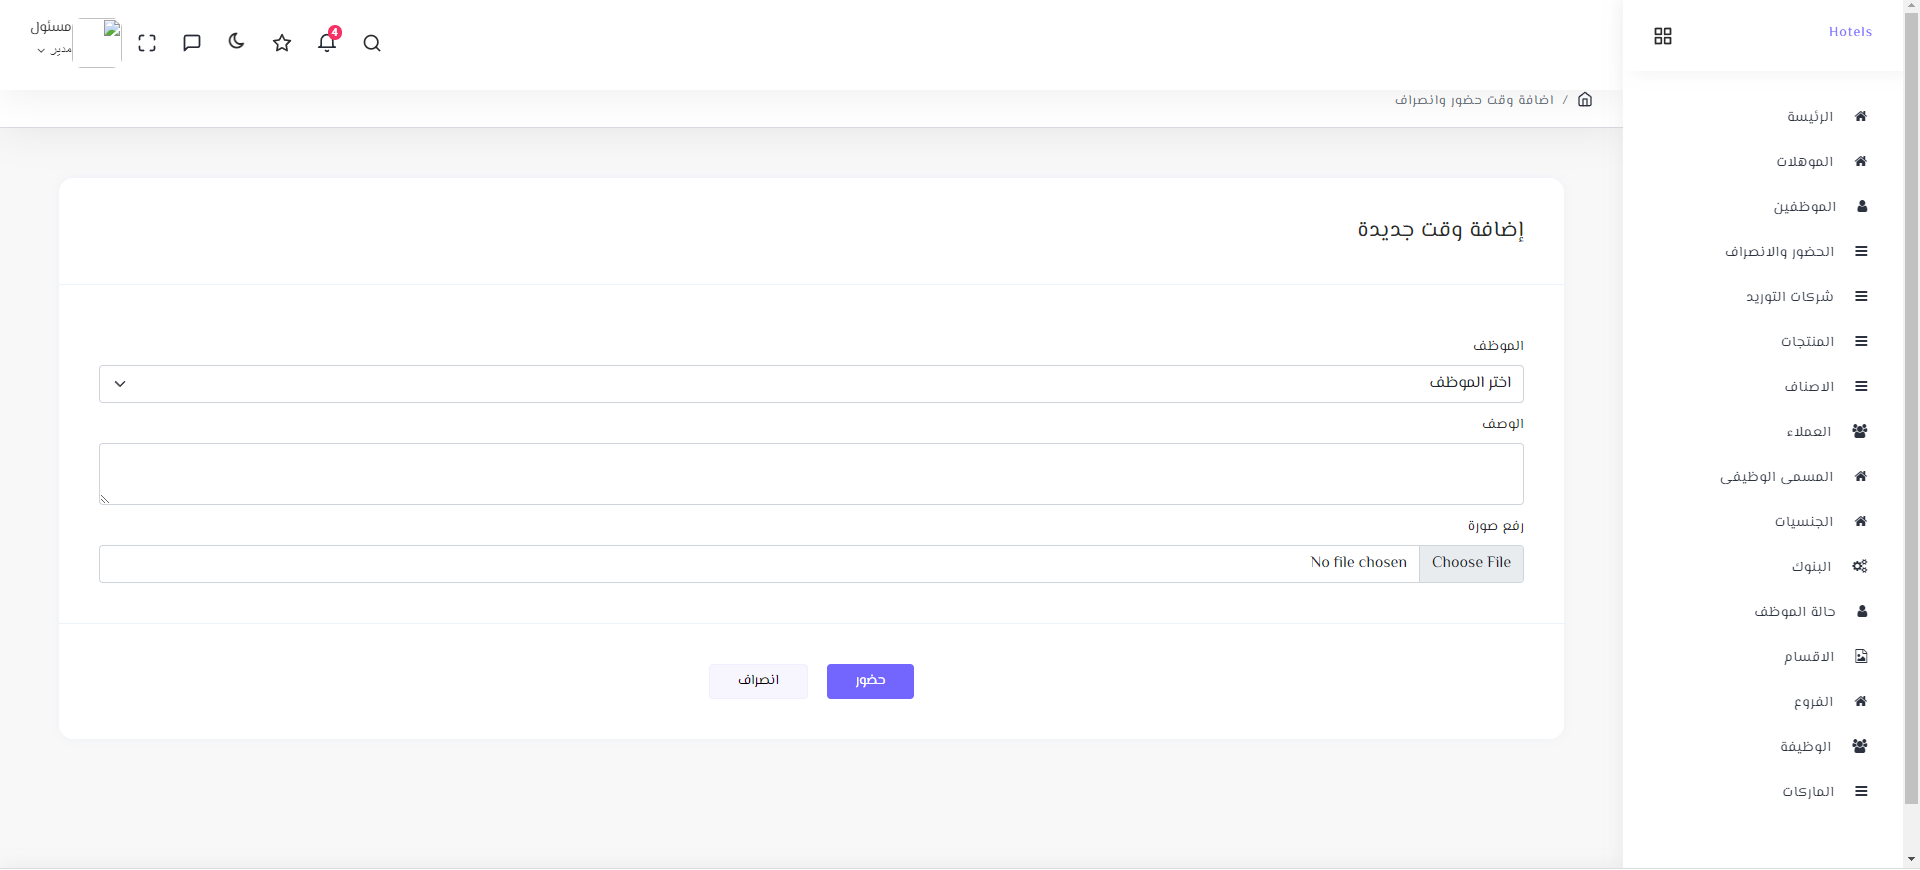 Hotels
الرئيسة
الموهلات
الموظفين
الحضور والانصراف
شركات التوريد
المنتجات
الاصناف
العملاء
المسمى الوظيفى
الجنسيات
البنوك
حالة الموظف
الاقسام
الفروع
الوظيفة
الماركات
4
مسئول
مدير
/ اضافة وقت حضور وانصراف
إضافة وقت جديدة
الموظف
اختر الموظف
الوصف
رفع صورة
Choose File No file chosen
حضور انصراف